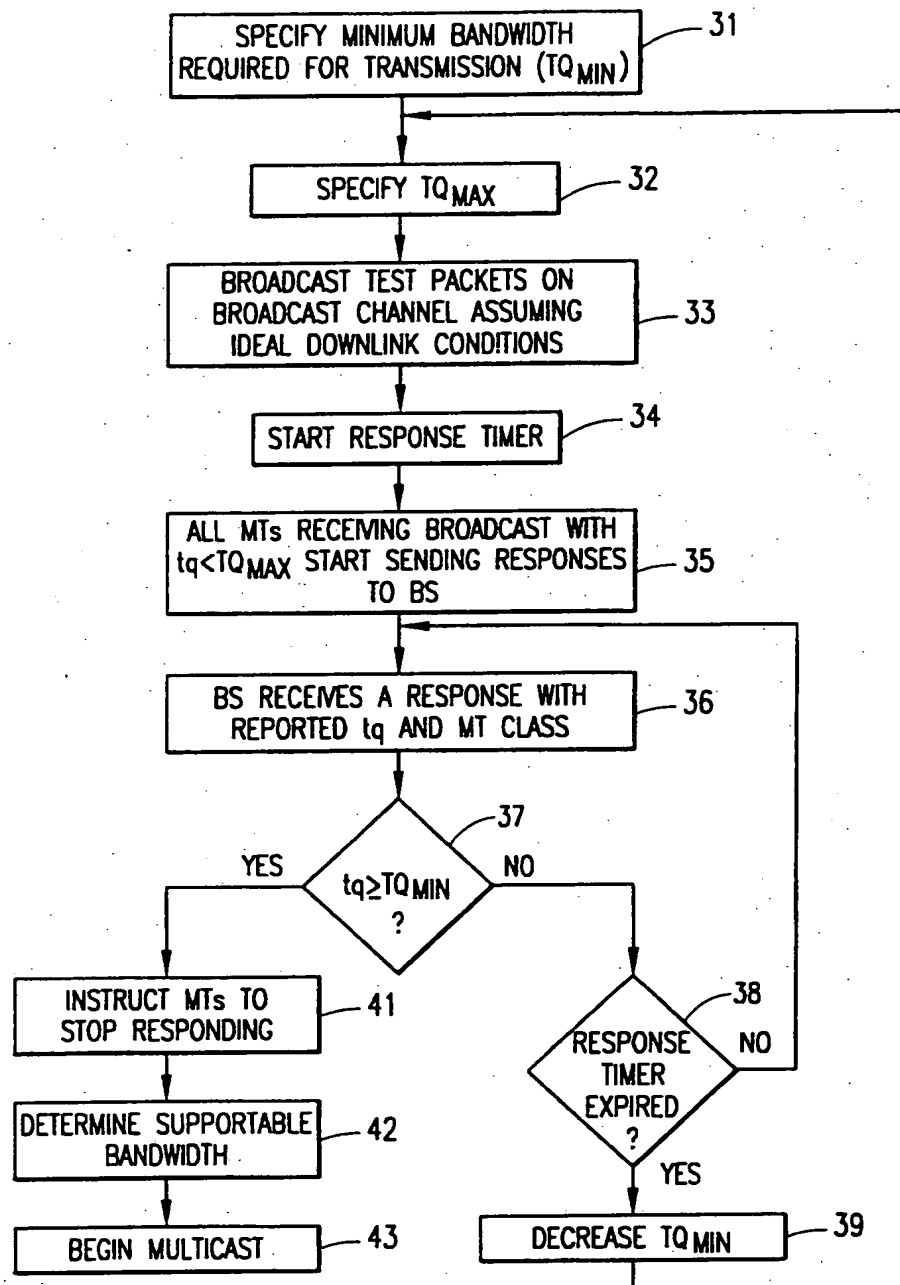 SPECIFY MINIMUM BANDWIDTH
REQUIRED FOR TRANSMISSION (TQMIN)
31
SPECIFY TQMAX
32
BROADCAST TEST PACKETS ON
BROADCAST CHANNEL ASSUMING
IDEAL DOWNLINK CONDITIONS
33
START RESPONSE TIMER
34
ALL MTs RECEIVING BROADCAST WITH
tq<TQMAX START SENDING RESPONSES
TO BS
35
BS RECEIVES A RESPONSE WITH
REPORTED tq AND MT CLASS
36
37
YES
tq≥TQMIN
?
NO
INSTRUCT MTs TO
STOP RESPONDING
41
38
RESPONSE
TIMER
EXPIRED
?
NO
DETERMINE SUPPORTABLE
BANDWIDTH
42
YES
BEGIN MULTICAST
43
DECREASE TQMIN
39